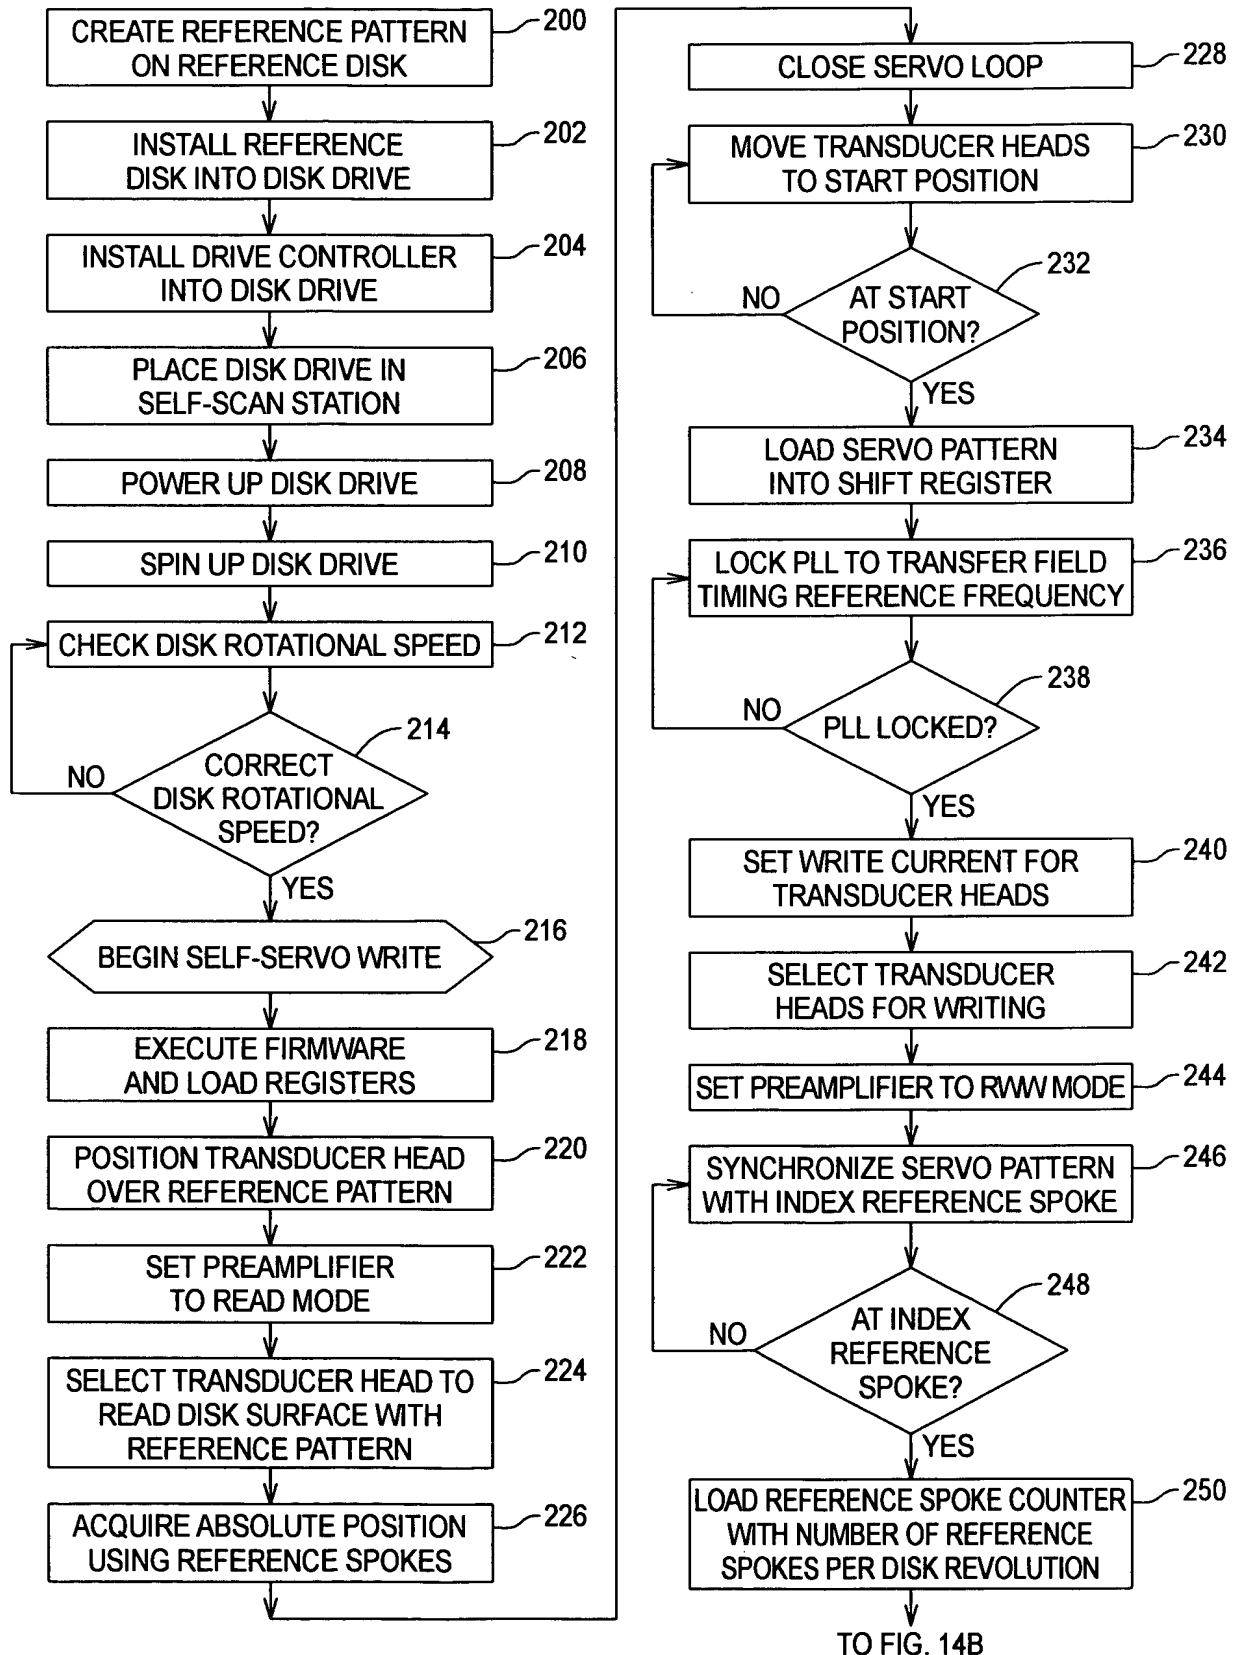 CREATE REFERENCE PATTERN
ON REFERENCE DISK
200
INSTALL REFERENCE
DISK INTO DISK DRIVE
202
INSTALL DRIVE CONTROLLER
INTO DISK DRIVE
204
PLACE DISK DRIVE IN
SELF-SCAN STATION
206
POWER UP DISK DRIVE
208
SPIN UP DISK DRIVE
210
CHECK DISK ROTATIONAL SPEED
212
CORRECT
DISK ROTATIONAL
SPEED?
214
NO
YES
BEGIN SELF-SERVO WRITE
216
EXECUTE FIRMWARE
AND LOAD REGISTERS
218
POSITION TRANSDUCER HEAD
OVER REFERENCE PATTERN
220
SET PREAMPLIFIER
TO READ MODE
222
SELECT TRANSDUCER HEAD TO
READ DISK SURFACE WITH
REFERENCE PATTERN
224
ACQUIRE ABSOLUTE POSITION
USING REFERENCE SPOKES
226
CLOSE SERVO LOOP
228
MOVE TRANSDUCER HEADS
TO START POSITION
230
AT START
POSITION?
232
NO
YES
LOAD SERVO PATTERN
INTO SHIFT REGISTER
234
LOCK PLL TO TRANSFER FIELD
TIMING REFERENCE FREQUENCY
236
PLL LOCKED?
238
NO
YES
SET WRITE CURRENT FOR
TRANSDUCER HEADS
240
SELECT TRANSDUCER
HEADS FOR WRITING
242
SET PREAMPLIFIER TO RWW MODE
244
SYNCHRONIZE SERVO PATTERN
WITH INDEX REFERENCE SPOKE
246
AT INDEX
REFERENCE
SPOKE?
248
NO
YES
LOAD REFERENCE SPOKE COUNTER
WITH NUMBER OF REFERENCE
SPOKES PER DISK REVOLUTION
250
TO FIG. 14B